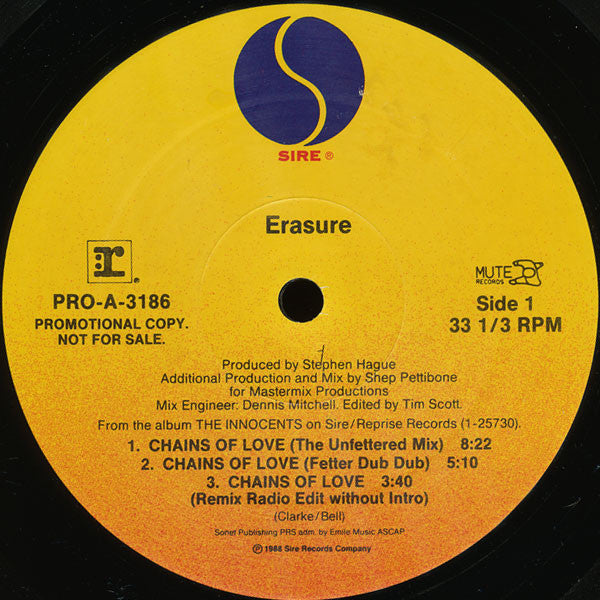 SIRE ®
Erasure
r.
PRO-A-3186
PROMOTIONAL COPY.
NOT FOR SALE.
MUTE
RECORDS
Side 1
33 1/3 RPM
Produced by Stephen Hague
Additional Production and Mix by Shep Pettibone
for Mastermix Productions
Mix Engineer: Dennis Mitchell. Edited by Tim Scott.
From the album THE INNOCENTS on Sire/Reprise Records (1-25730).
1. CHAINS OF LOVE (The Unfettered Mix) 8:22
2. CHAINS OF LOVE (Fetter Dub Dub) 5:10
3. CHAINS OF LOVE 3:40
(Remix Radio Edit without Intro)
(Clarke/Bell)
Sonet Publishing PRS adm. by Emile Music ASCAP
℗ 1988 Sire Records Company